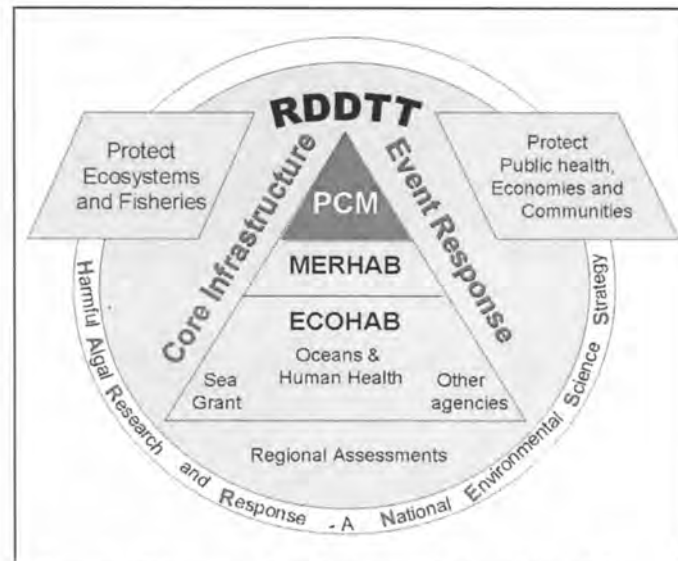 RDDTT
Protect
Ecosystems
and Fisheries
Protect
Public health,
Economies and
Communities
Core Infrastructure
Event Response
PCM
MERHAB
ECOHAB
Oceans &
Human Health
Sea
Grant
Other
agencies
Regional Assessments
Harmful Algal Research and Response - A National Environmental Science Strategy